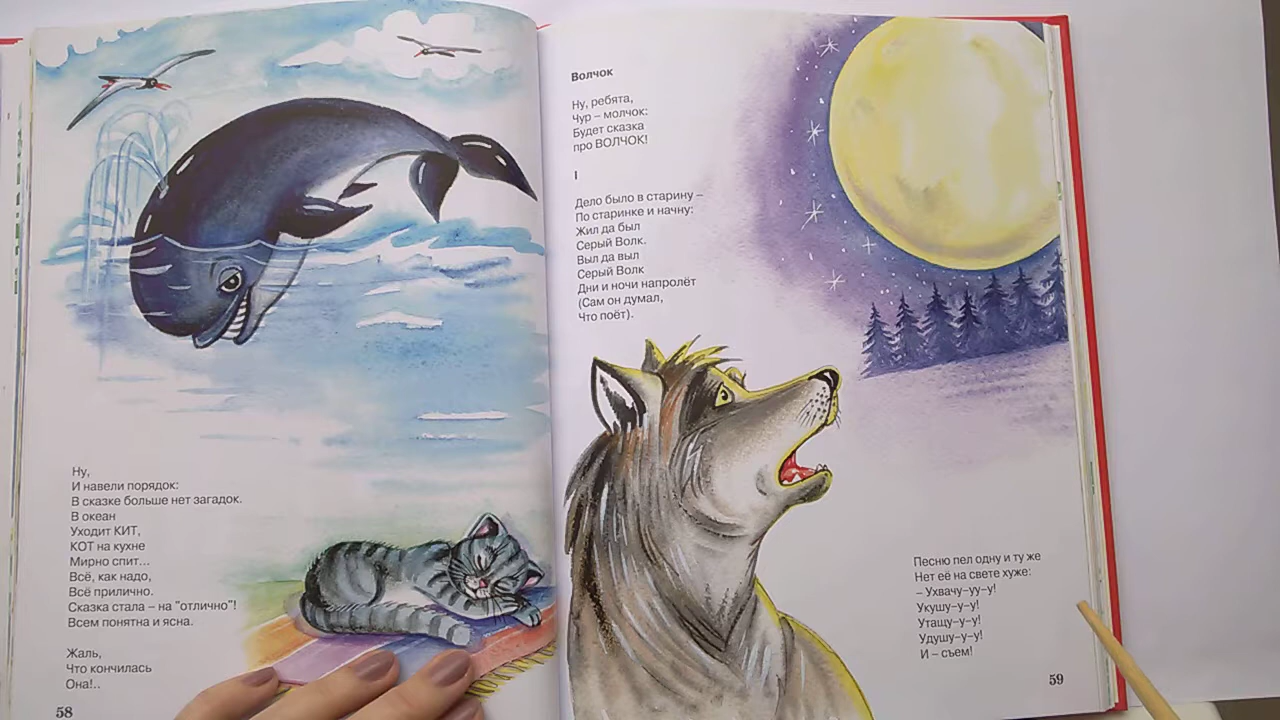 Ну,
И навели порядок:
В сказке больше нет загадок.
В океан
Уходит КИТ,
КОТ на кухне
Мирно спит...
Всё, как надо,
Всё прилично.
Сказка стала – на "отлично"!
Всем понятна и ясна.
Жаль,
Что кончилась
Она!..
58
Волчок
Ну, ребята,
Чур – молчок:
Будет сказка
про ВОЛЧОК!
I
Дело было в старину –
По старинке и начну:
Жил да был
Серый Волк.
Выл да выл
Серый Волк
Дни и ночи напролёт
(Сам он думал,
Что поёт).
Песню пел одну и ту же
Нет её на свете хуже:
– Ухвачу-уу-у!
Укушу-у-у!
Утащу-у-у!
Удушу-у-у!
И – съем!
59